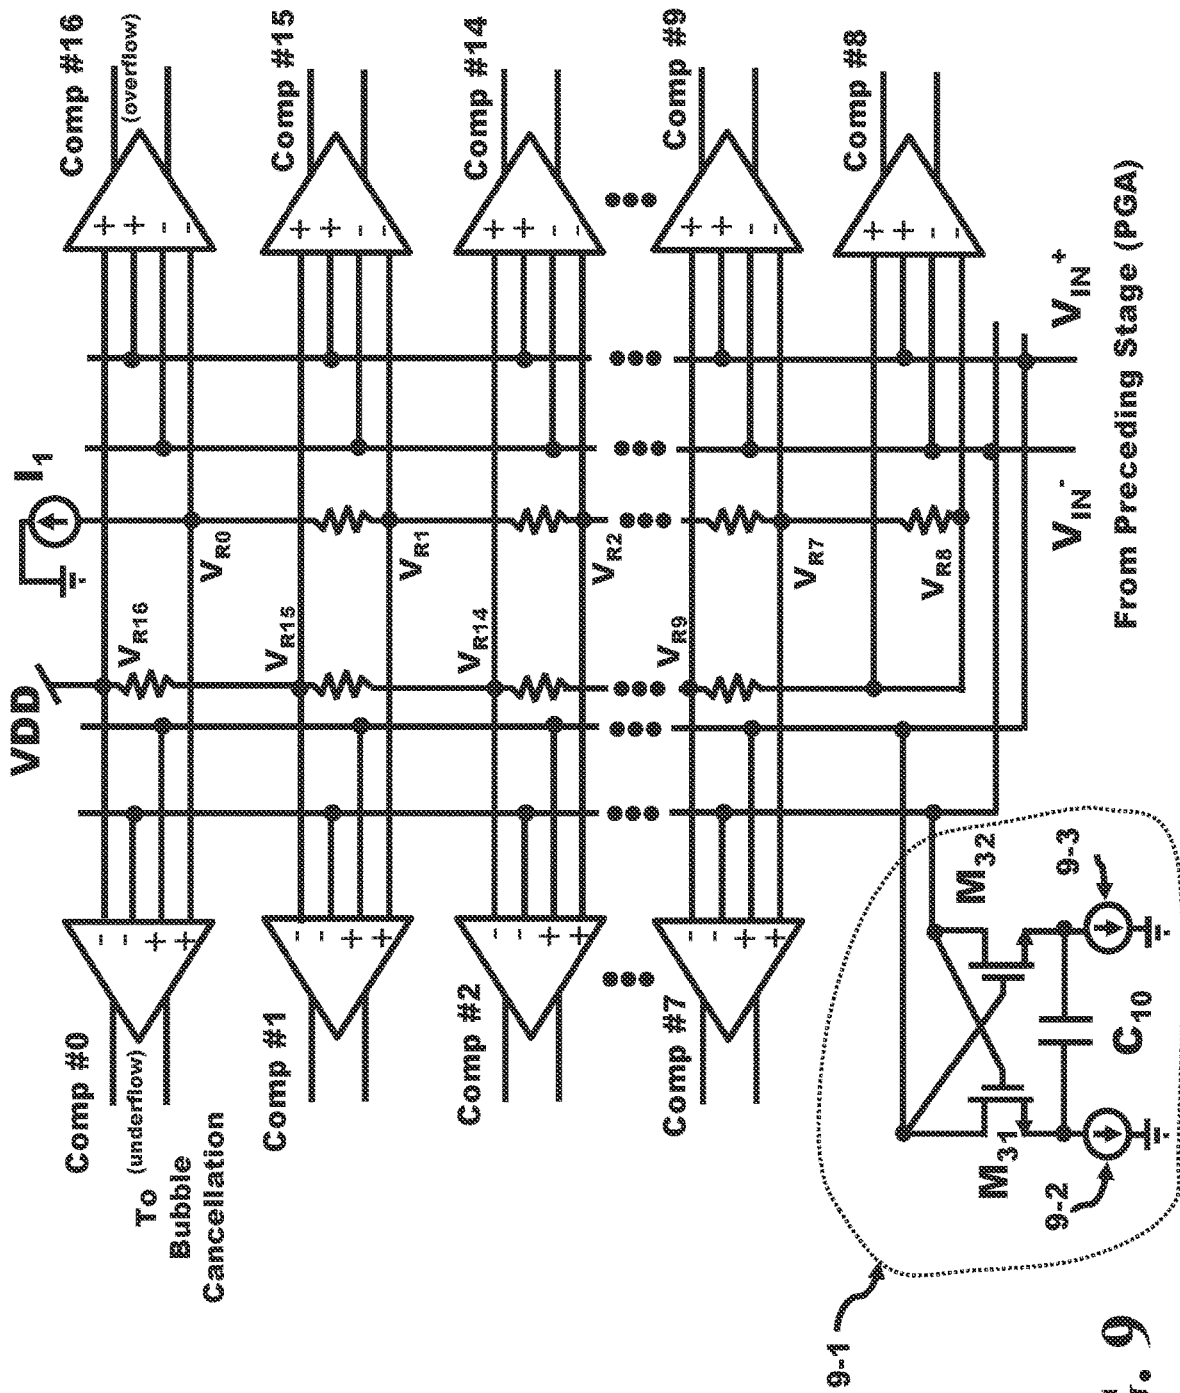 Comp #16
(overflow)
Comp #15
Comp #14
Comp #9
Comp #8
+ + - -
+ + - -
+ + - -
+ + - -
+ + - -
I1
VDD
VR16
VR15
VR14
VR9
VR0
VR1
VR2
VR7
VR8
VIN+
VIN-
From Preceding Stage (PGA)
- - + +
- - + +
- - + +
- - + +
Comp #0
(underflow)
Comp #1
Comp #2
Comp #7
To
Bubble
Cancellation
M32
M31
C10
9-3
9-2
9-1
. 9